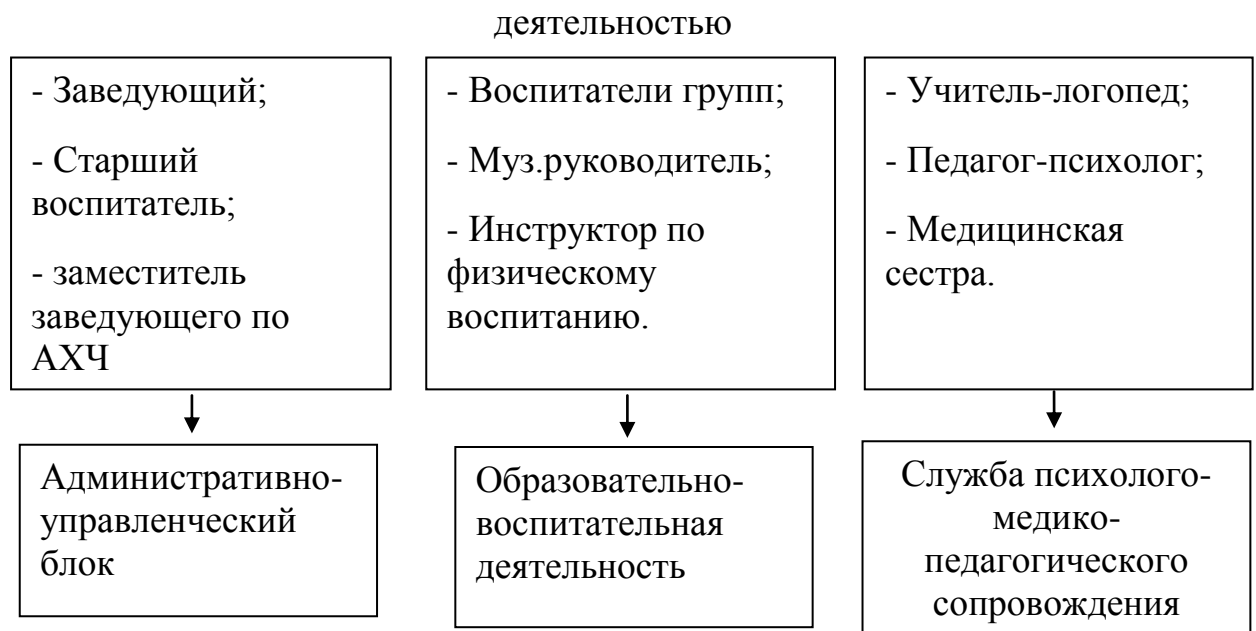 деятельностью
- Заведующий;
- Старший
воспитатель;
- заместитель
заведующего по
АХЧ
- Воспитатели групп;
- Муз.руководитель;
- Инструктор по
физическому
воспитанию.
- Учитель-логопед;
- Педагог-психолог;
- Медицинская
сестра.
Административно-
управленческий
блок
Образовательно-
воспитательная
деятельность
Служба психолого-
медико-
педагогического
сопровождения